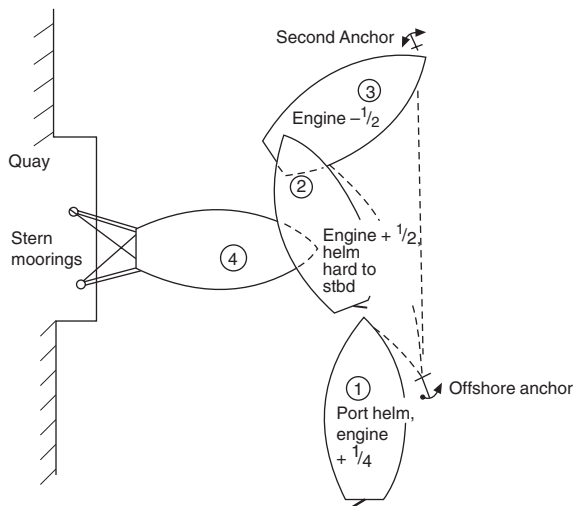 Second Anchor
③
Engine –1/2
Quay
②
Stern
moorings
④
Engine + 1/2,
helm
hard to
stbd
①
Offshore anchor
Port helm,
engine
+ 1/4